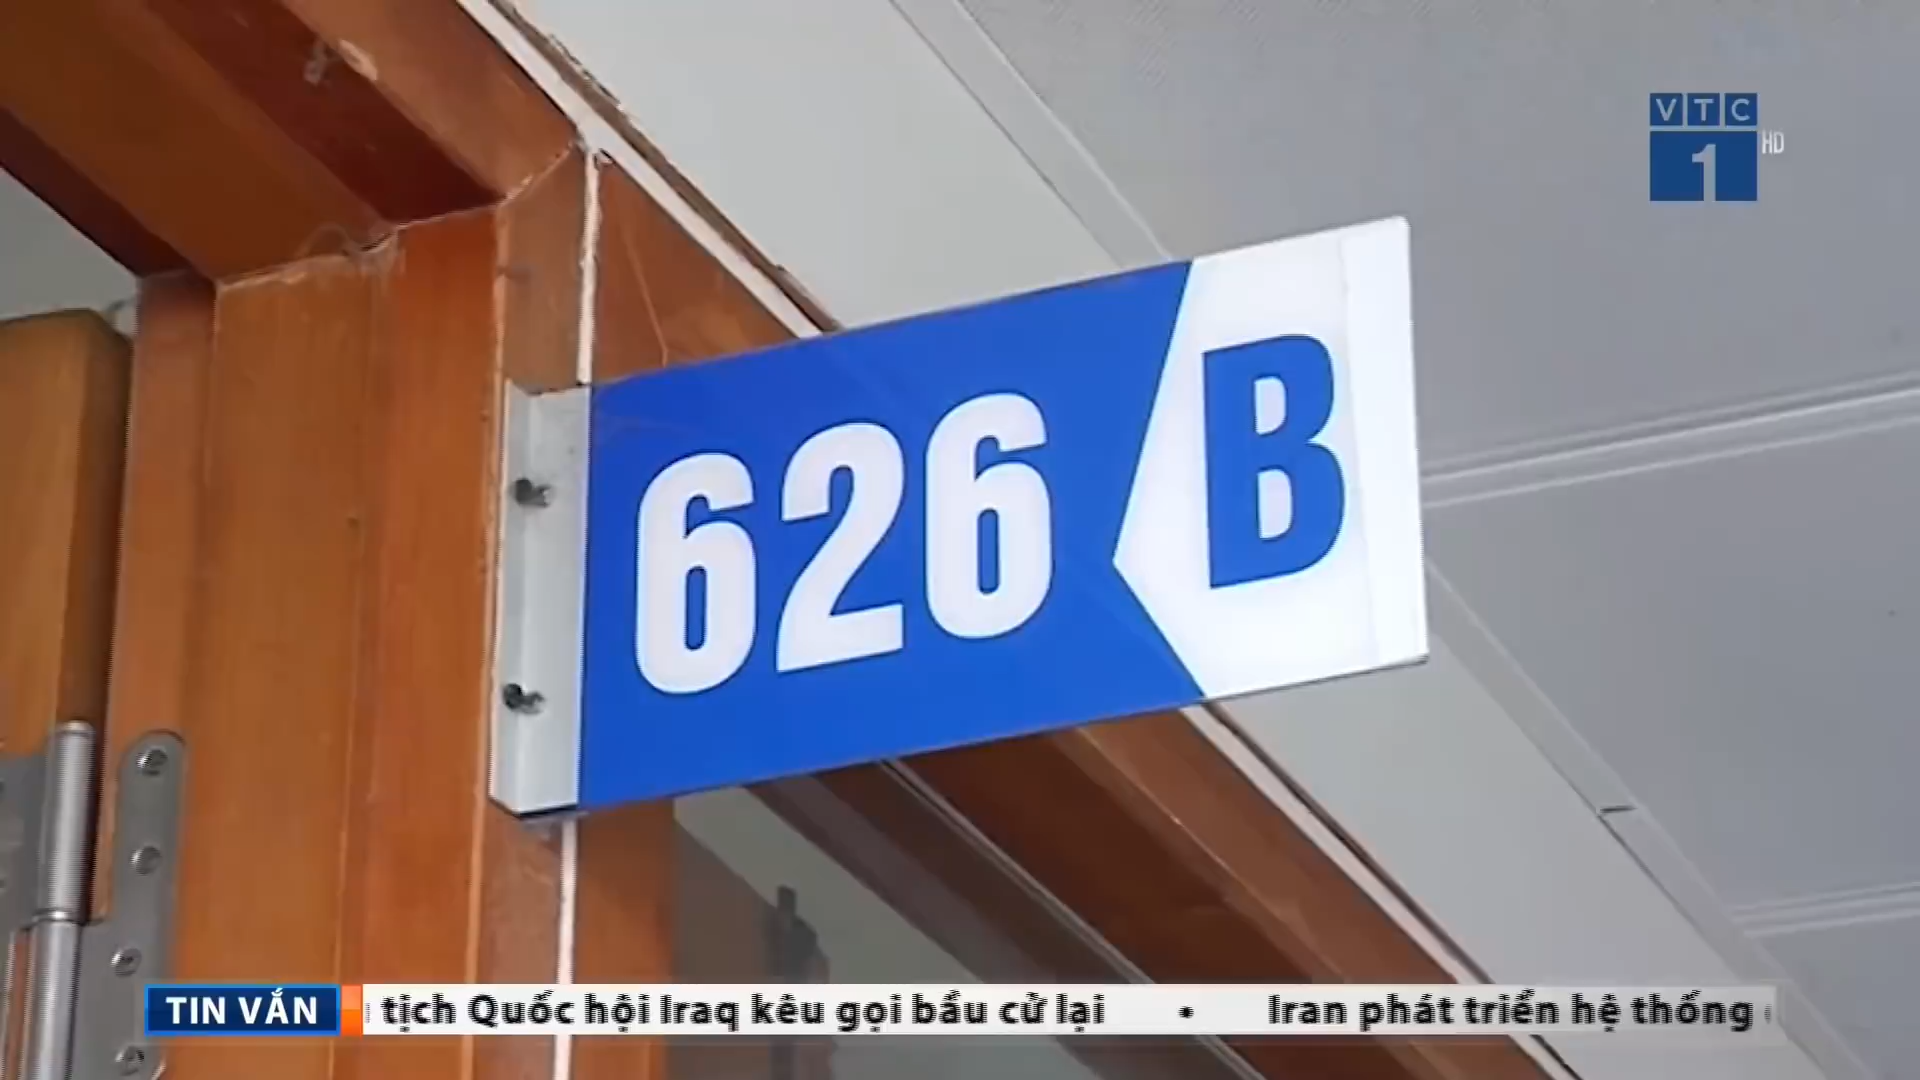 VTC
1 HD
626 B
TIN VẮN tịch Quốc hội Iraq kêu gọi bầu cử lại • Iran phát triển hệ thống